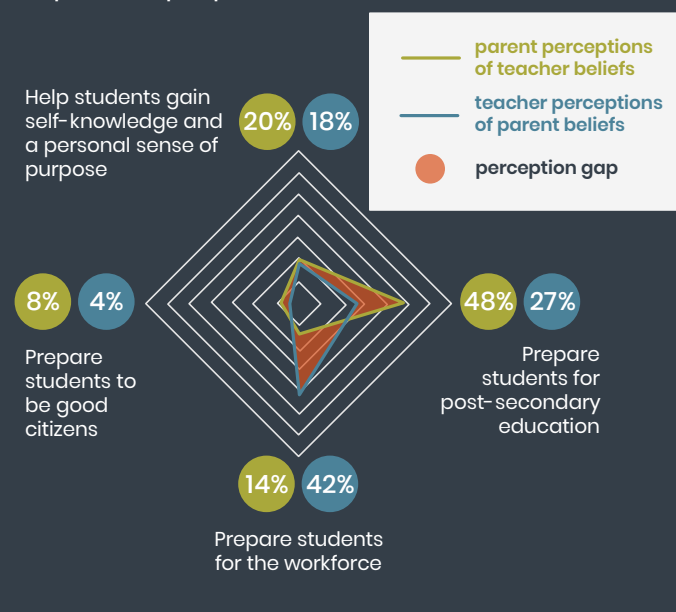 parent perceptions
of teacher beliefs
teacher perceptions
of parent beliefs
perception gap
Help students gain
self-knowledge and
a personal sense of
purpose
20% 18%
8% 4%
Prepare
students to
be good
citizens
48% 27%
Prepare
students for
post-secondary
education
14% 42%
Prepare students
for the workforce